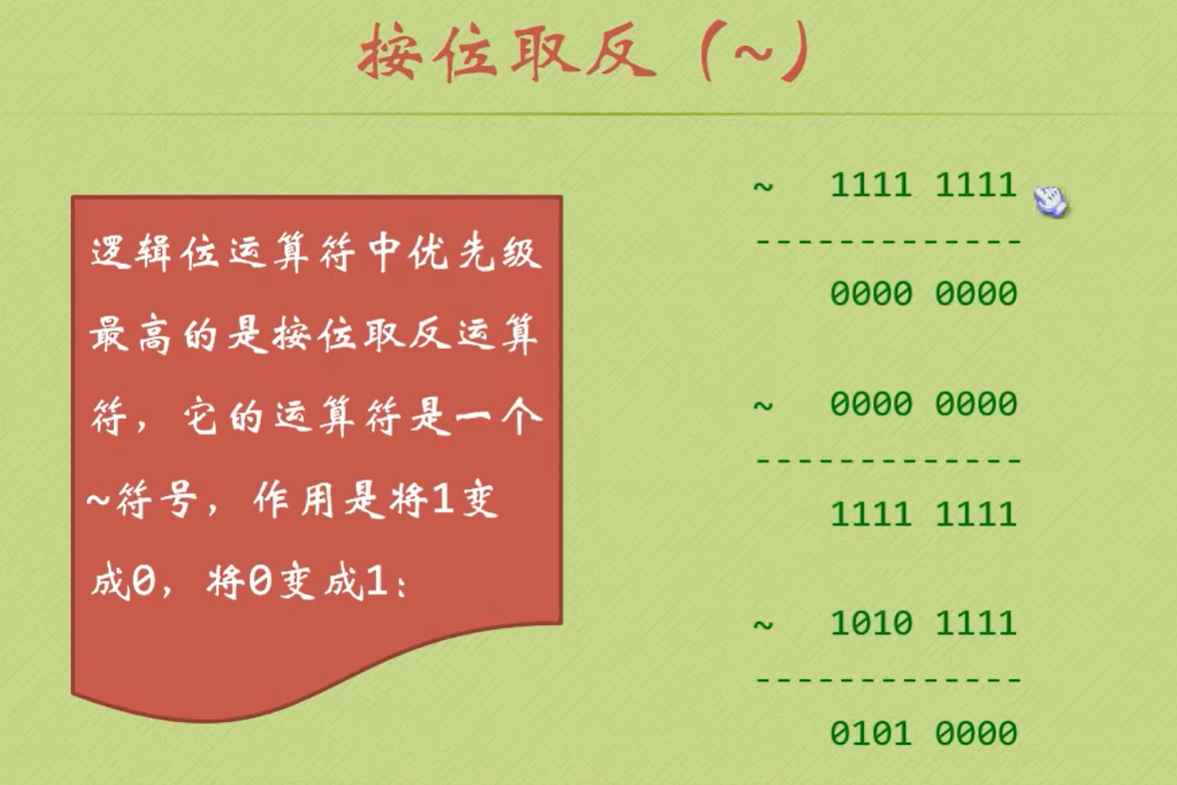 按位取反（~）
逻辑位运算符中优先级
最高的是按位取反运算
符，它的运算符是一个
~符号，作用是将1变
成0，将0变成1：
~ 1111 1111
-------------
0000 0000
~ 0000 0000
-------------
1111 1111
~ 1010 1111
-------------
0101 0000